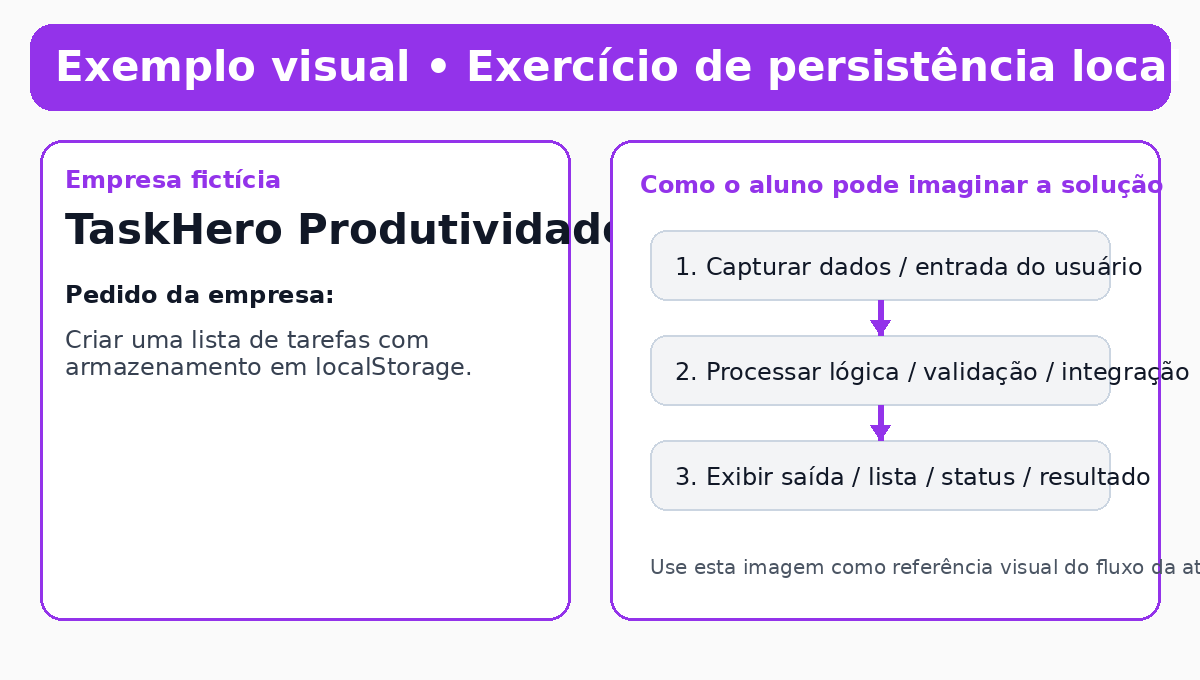 Exemplo visual • Exercício de persistência local
Empresa fictícia
TaskHero Produtividade
Pedido da empresa:
Criar uma lista de tarefas com
armazenamento em localStorage.
Como o aluno pode imaginar a solução
1. Capturar dados / entrada do usuário
2. Processar lógica / validação / integração
3. Exibir saída / lista / status / resultado
Use esta imagem como referência visual do fluxo da